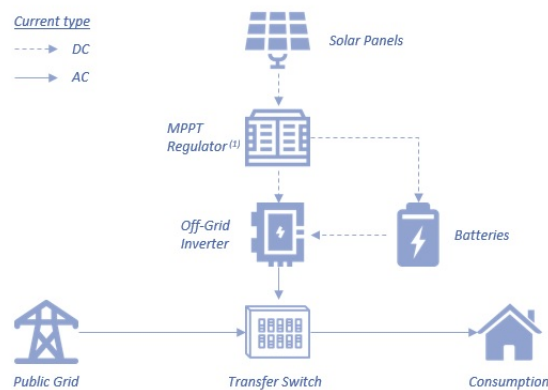 Current type
DC
AC
Solar Panels
MPPT
Regulator (1)
Off-Grid
Inverter
Batteries
Public Grid
Transfer Switch
Consumption